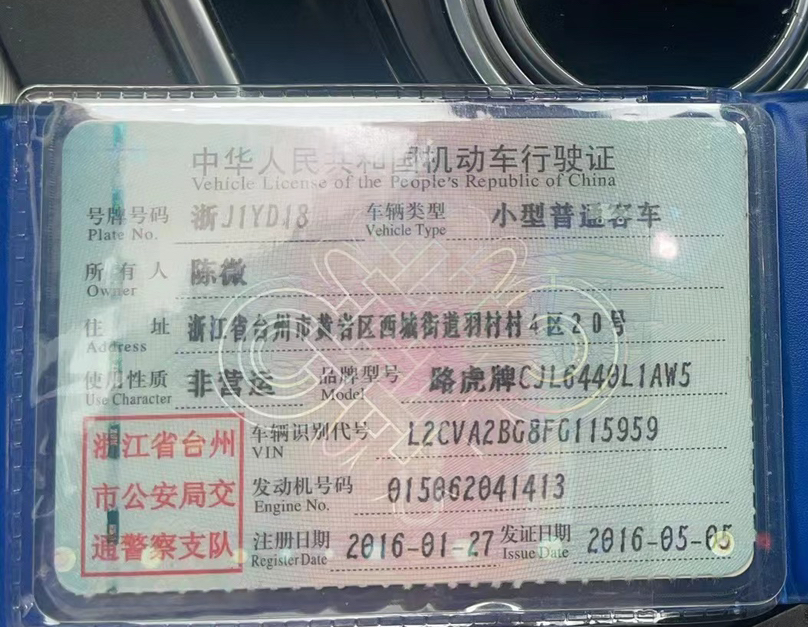 中华人民共和国机动车行驶证
Vehicle License of the People's Republic of China
号牌号码 浙J1YD18 车辆类型 小型普通客车
Plate No. Vehicle Type
所有人 陈微
Owner
住址 浙江省台州市黄岩区西城街道羽村村4区20号
Address
使用性质 非营运 品牌型号 路虎牌CJL6440L1AW5
Use Character Model
浙江省台州
市公安局交
通警察支队
车辆识别代号 L2CVA2BG8FG115959
VIN
发动机号码 015062041413
Engine No.
注册日期 2016-01-27 发证日期 2016-05-05
Register Date Issue Date